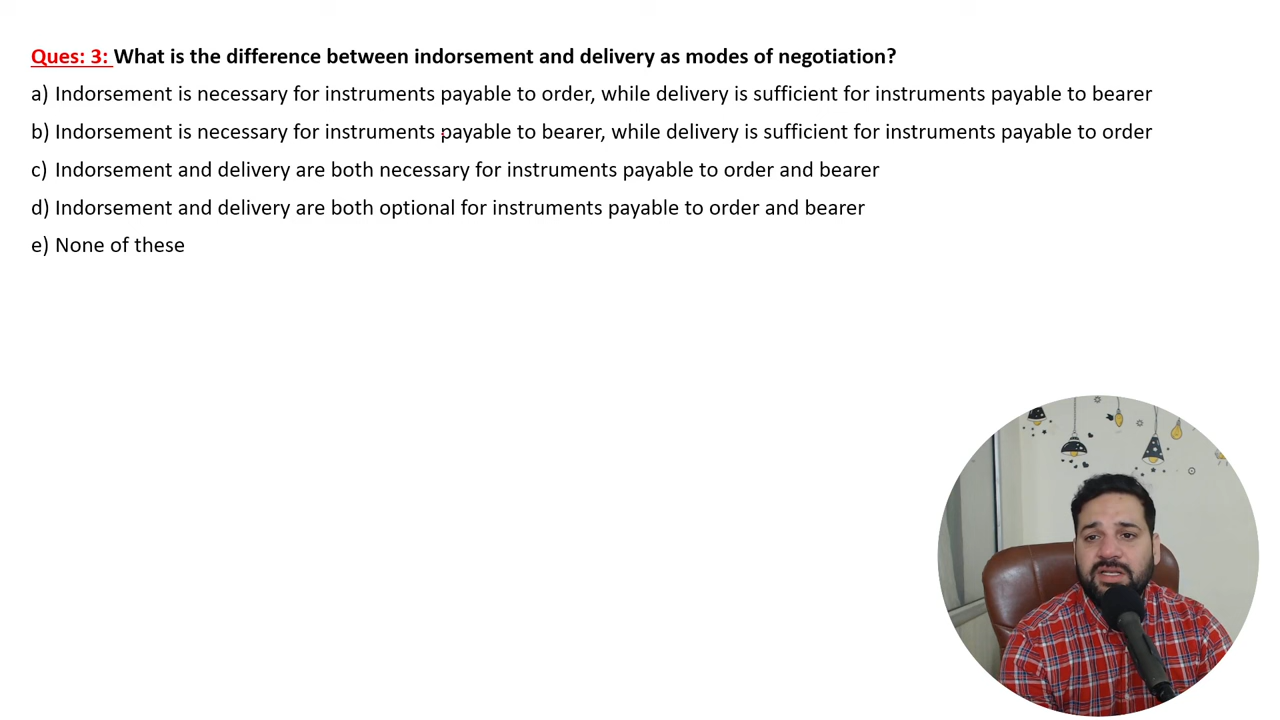 Ques: 3: What is the difference between indorsement and delivery as modes of negotiation?
a) Indorsement is necessary for instruments payable to order, while delivery is sufficient for instruments payable to bearer
b) Indorsement is necessary for instruments payable to bearer, while delivery is sufficient for instruments payable to order
c) Indorsement and delivery are both necessary for instruments payable to order and bearer
d) Indorsement and delivery are both optional for instruments payable to order and bearer
e) None of these